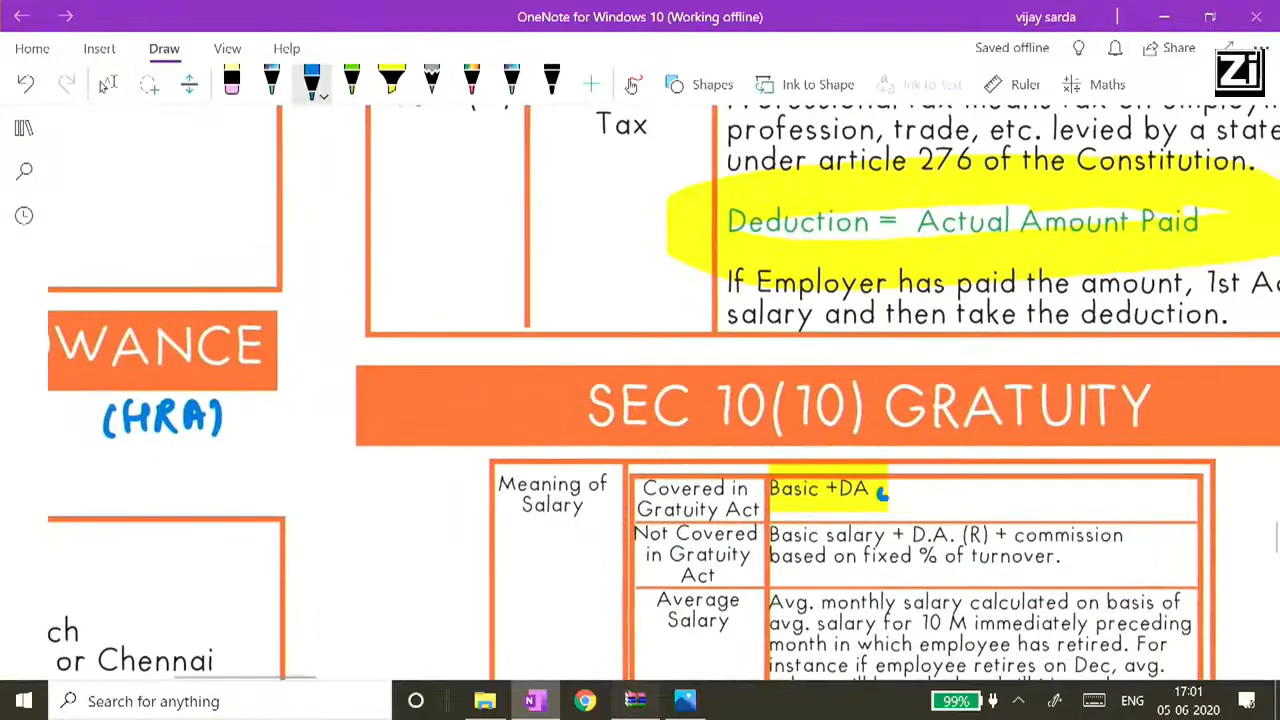 OneNote for Windows 10 (Working offline)
vijay sarda
Home Insert Draw View Help
Saved offline
Share
Zi
Shapes
Ink to Shape
Ink to Text
Ruler
Maths
Tax
profession, trade, etc. levied by a state
under article 276 of the Constitution.
Deduction = Actual Amount Paid
If Employer has paid the amount, 1st A
salary and then take the deduction.
OWANCE
(HRA)
SEC 10(10) GRATUITY
Meaning of
Salary
Covered in
Gratuity Act
Basic +DA
Not Covered
in Gratuity
Act
Basic salary + D.A. (R) + commission
based on fixed % of turnover.
Average
Salary
Avg. monthly salary calculated on basis of
avg. salary for 10 M immediately preceding
month in which employee has retired. For
instance if employee retires on Dec, avg.
ch
or Chennai
Search for anything
99%
ENG
17:01
05-06-2020